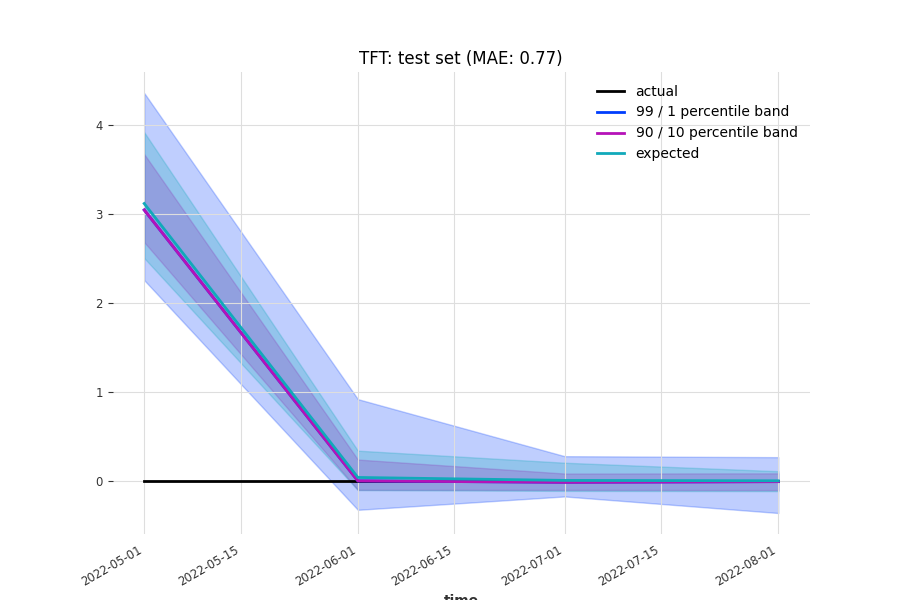 TFT: test set (MAE: 0.77)
actual
99 / 1 percentile band
90 / 10 percentile band
expected
4
3
2
1
0
2022-05-01
2022-05-15
2022-06-01
2022-06-15
2022-07-01
2022-07-15
2022-08-01
time